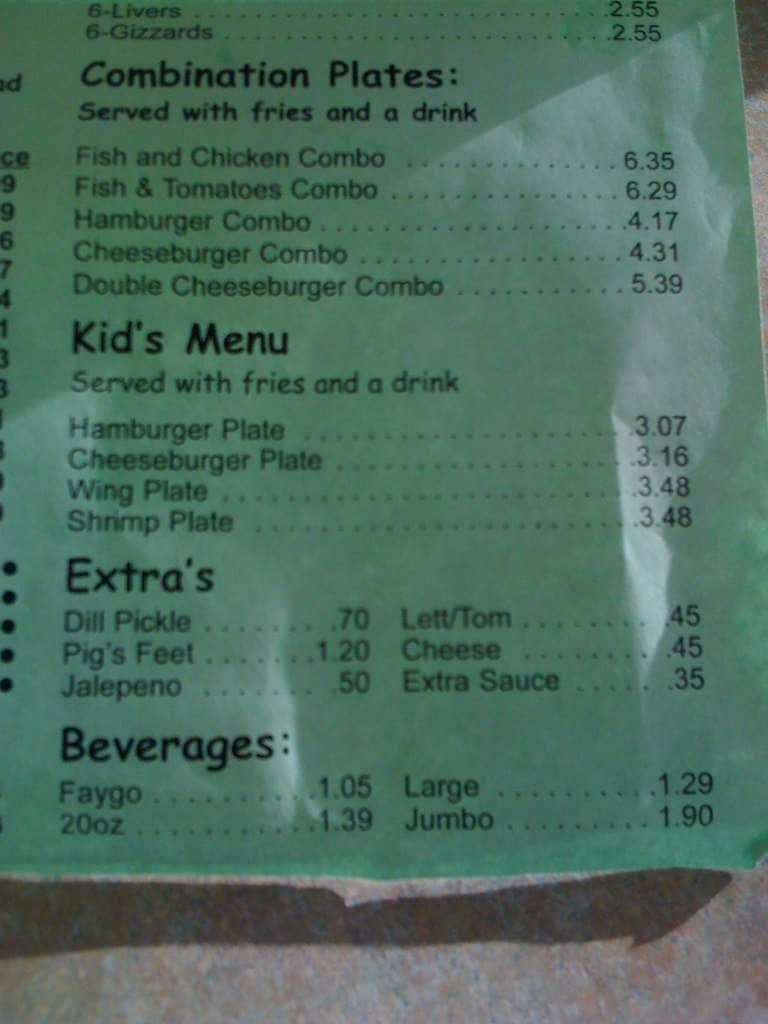 6-Livers 2.55
6-Gizzards 2.55
Combination Plates:
Served with fries and a drink
Fish and Chicken Combo 6.35
Fish & Tomatoes Combo 6.29
Hamburger Combo 4.17
Cheeseburger Combo 4.31
Double Cheeseburger Combo 5.39
Kid's Menu
Served with fries and a drink
Hamburger Plate 3.07
Cheeseburger Plate 3.16
Wing Plate 3.48
Shrimp Plate 3.48
Extra's
Dill Pickle .70 Lett/Tom .45
Pig's Feet 1.20 Cheese .45
Jalepeno .50 Extra Sauce .35
Beverages:
Faygo 1.05 Large 1.29
20oz 1.39 Jumbo 1.90